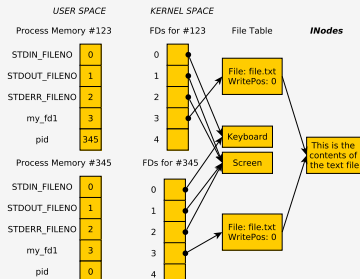 USER SPACE
KERNEL SPACE
Process Memory #123
FDs for #123
File Table
INodes
STDIN_FILENO 0
STDOUT_FILENO 1
STDERR_FILENO 2
my_fd1 3
pid 345
0
1
2
3
4
File: file.txt
WritePos: 0
Keyboard
Screen
This is the
contents of
the text file
Process Memory #345
FDs for #345
STDIN_FILENO 0
STDOUT_FILENO 1
STDERR_FILENO 2
my_fd1 3
pid 0
0
1
2
3
4
File: file.txt
WritePos: 0